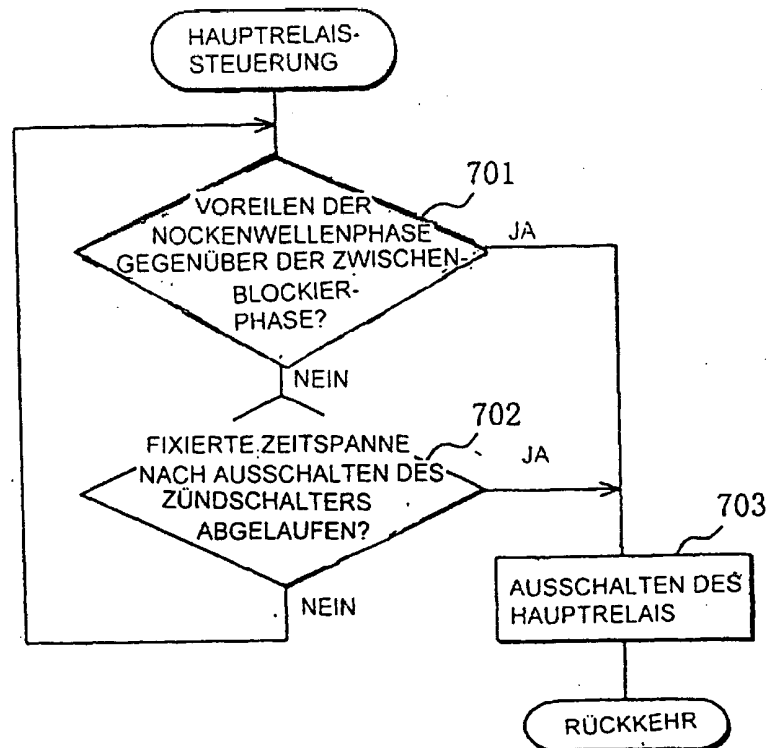 HAUPTRELAIS-
STEUERUNG
701
VOREILEN DER
NOCKENWELLENPHASE
GEGENÜBER DER ZWISCHEN-
BLOCKIER-
PHASE?
JA
NEIN
702
FIXIERTE ZEITSPANNE
NACH AUSSCHALTEN DES
ZÜNDSCHALTERS
ABGELAUFEN?
JA
NEIN
703
AUSSCHALTEN DES
HAUPTRELAIS
RÜCKKEHR